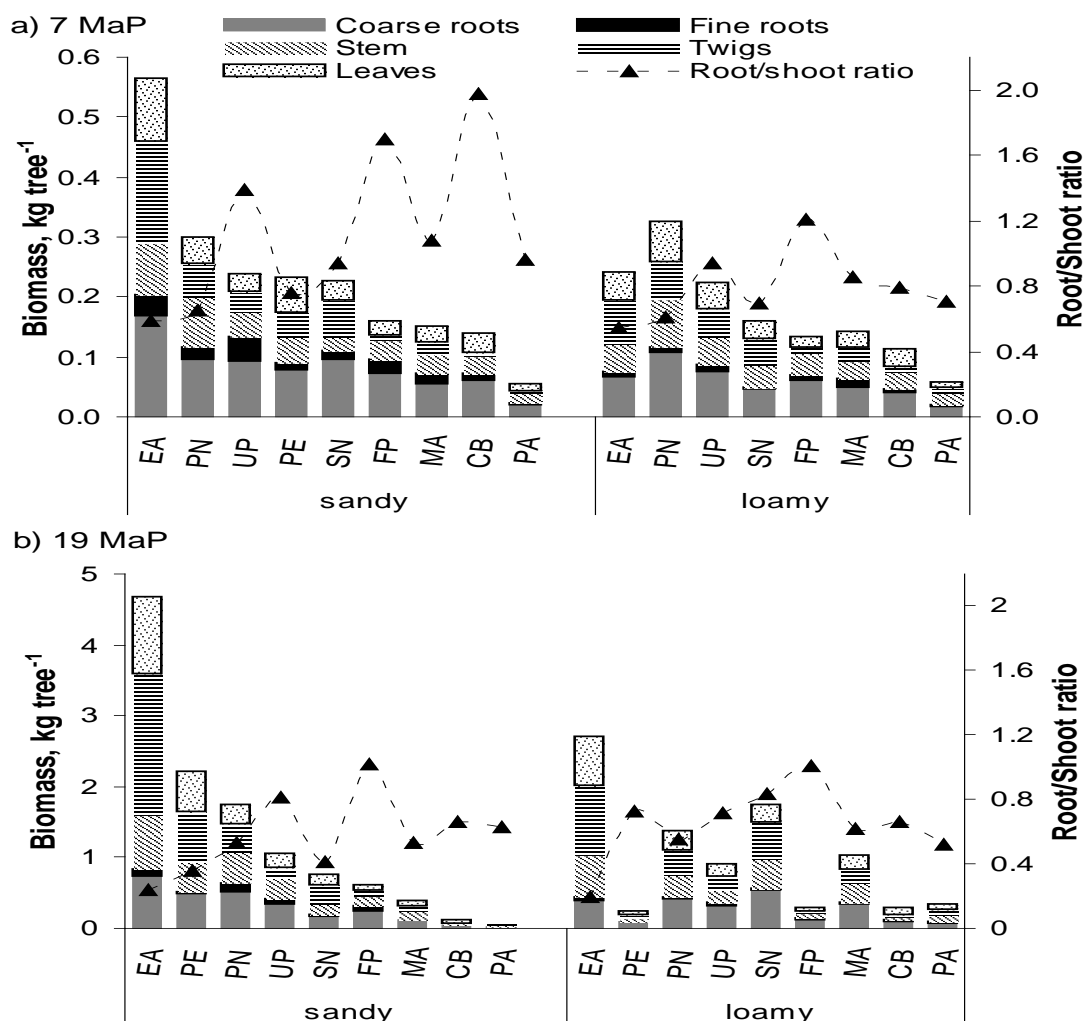 a) 7 MaP
Coarse roots Fine roots
Stem Twigs
Leaves Root/shoot ratio
Biomass, kg tree⁻¹
0.6
0.5
0.4
0.3
0.2
0.1
0.0
2.0
1.6
1.2
0.8
0.4
0.0
Root/Shoot ratio
EA PN UP PE SN FP MA CB PA EA PN UP SN FP MA CB PA
sandy loamy
b) 19 MaP
Biomass, kg tree⁻¹
5
4
3
2
1
0
2
1.6
1.2
0.8
0.4
0
Root/Shoot ratio
EA PE PN UP SN FP MA CB PA EA PE PN UP SN FP MA CB PA
sandy loamy